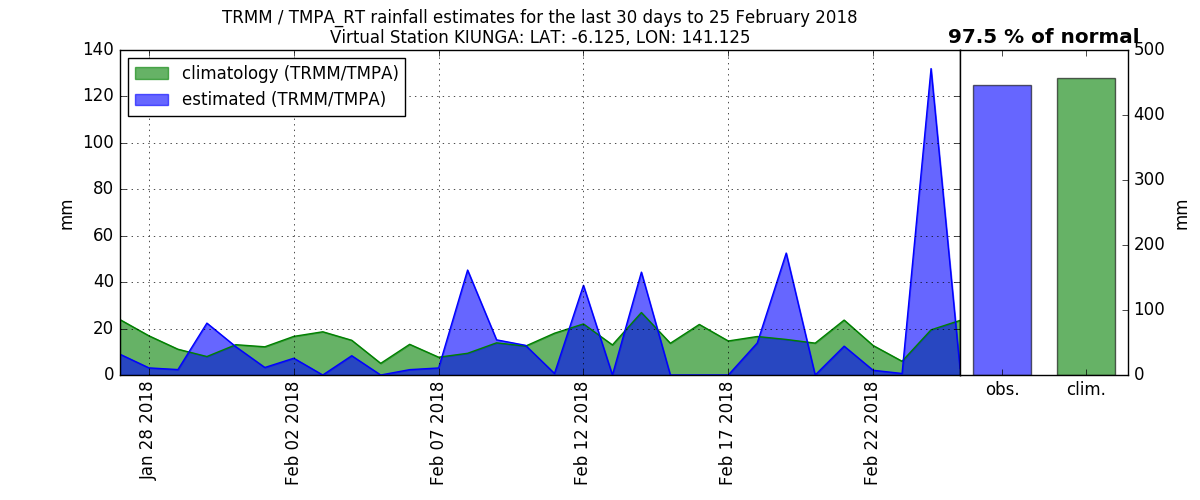 TRMM / TMPA_RT rainfall estimates for the last 30 days to 25 February 2018
Virtual Station KIUNGA: LAT: -6.125, LON: 141.125
97.5 % of normal
climatology (TRMM/TMPA)
estimated (TRMM/TMPA)
mm
140
120
100
80
60
40
20
0
Jan 28 2018
Feb 02 2018
Feb 07 2018
Feb 12 2018
Feb 17 2018
Feb 22 2018
obs.
clim.
500
400
300
200
100
0
mm